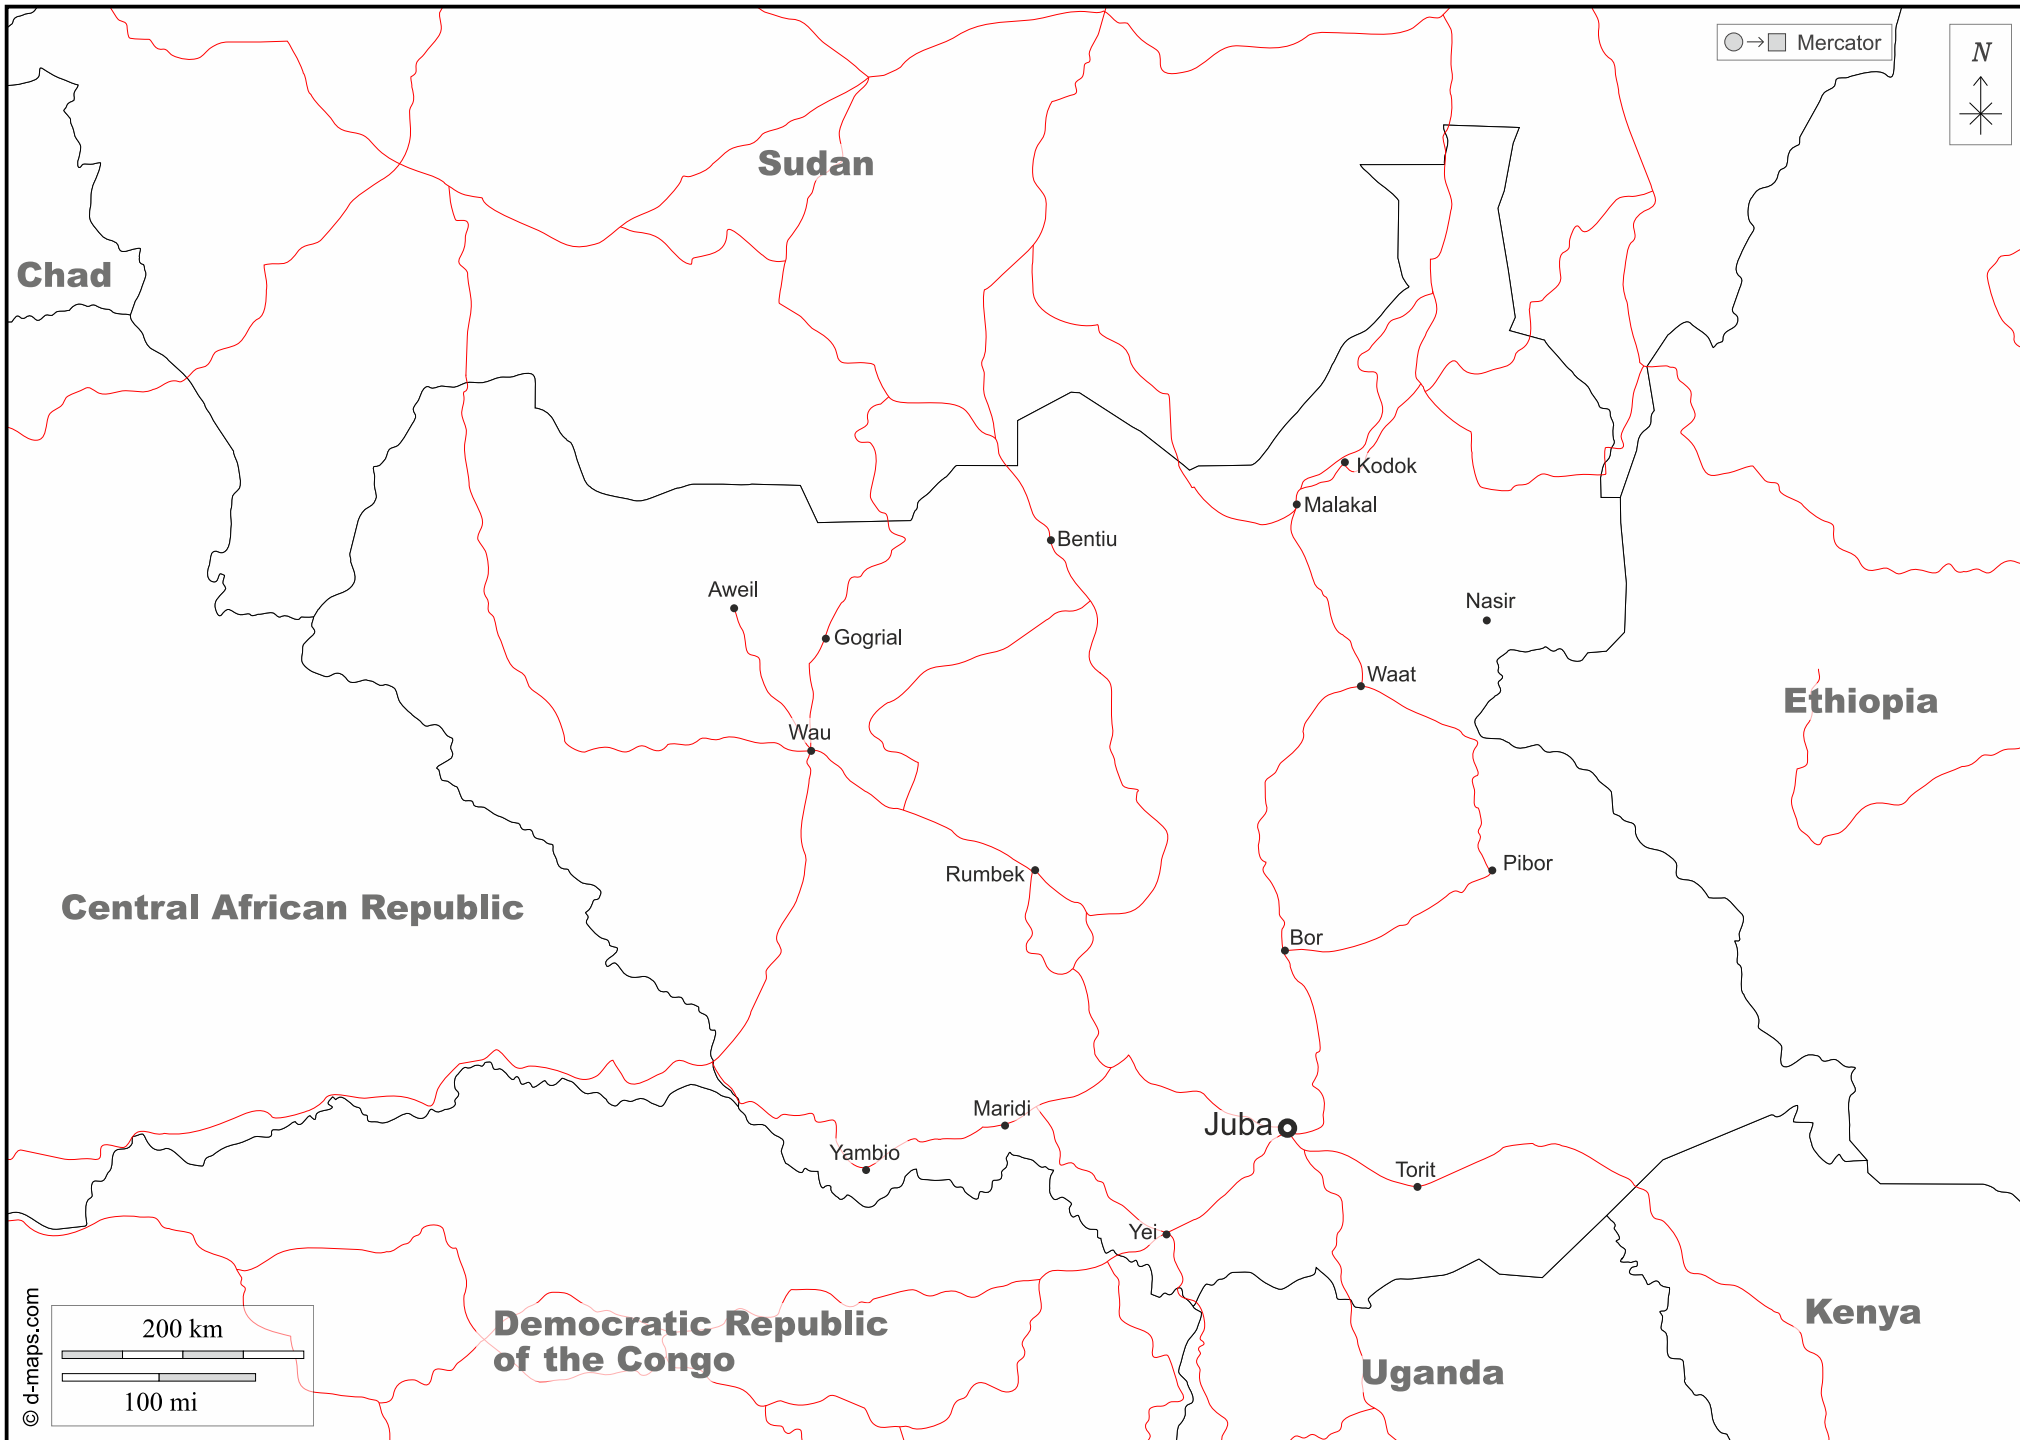 Mercator
N
Sudan
Chad
Kodok
Malakal
Bentiu
Aweil
Nasir
Gogrial
Waat
Ethiopia
Wau
Pibor
Rumbek
Central African Republic
Bor
Maridi
Juba
Yambio
Torit
Yei
Kenya
Democratic Republic
of the Congo
Uganda
200 km
100 mi
© d-maps.com